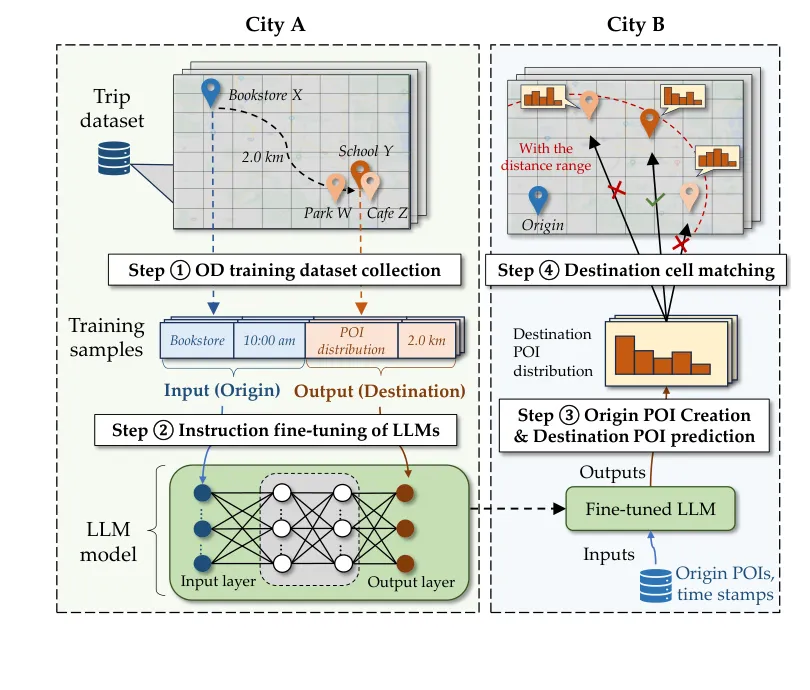 City A
Trip
dataset
Bookstore X
2.0 km
School Y
Park W
Cafe Z
Step ① OD training dataset collection
Training
samples
Bookstore
10:00 am
POI
distribution
2.0 km
Input (Origin)
Output (Destination)
Step ② Instruction fine-tuning of LLMs
LLM
model
Input layer
Output layer
City B
With the
distance range
Origin
Step ④ Destination cell matching
Destination
POI
distribution
Step ③ Origin POI Creation
& Destination POI prediction
Outputs
Fine-tuned LLM
Inputs
Origin POIs,
time stamps